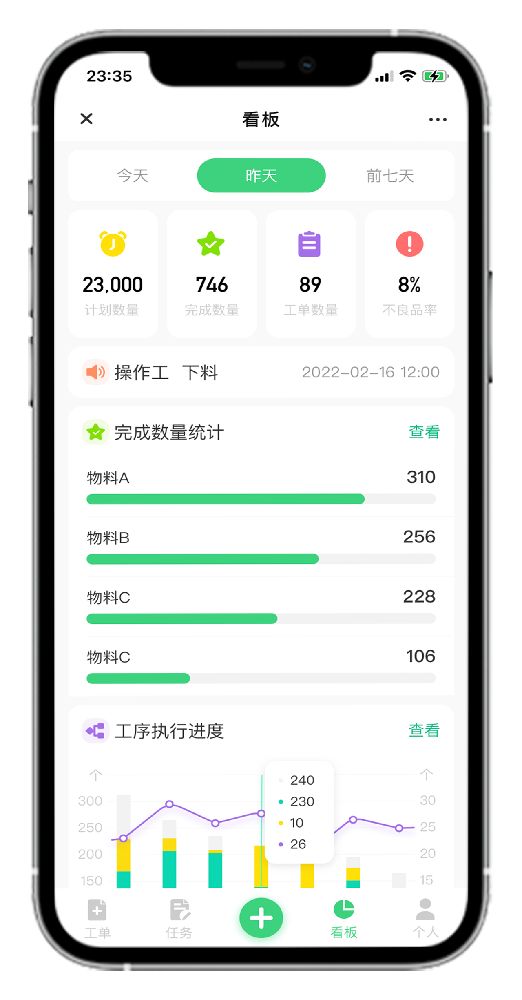 23:35
看板
今天 昨天 前七天
23,000 746 89 8%
计划数量 完成数量 工单数量 不良品率
操作工 下料 2022-02-16 12:00
完成数量统计 查看
物料A 310
物料B 256
物料C 228
物料C 106
工序执行进度 查看
个 个
240
300 230 30
10
250 25
26
200 20
150 15
工单 任务 看板 个人